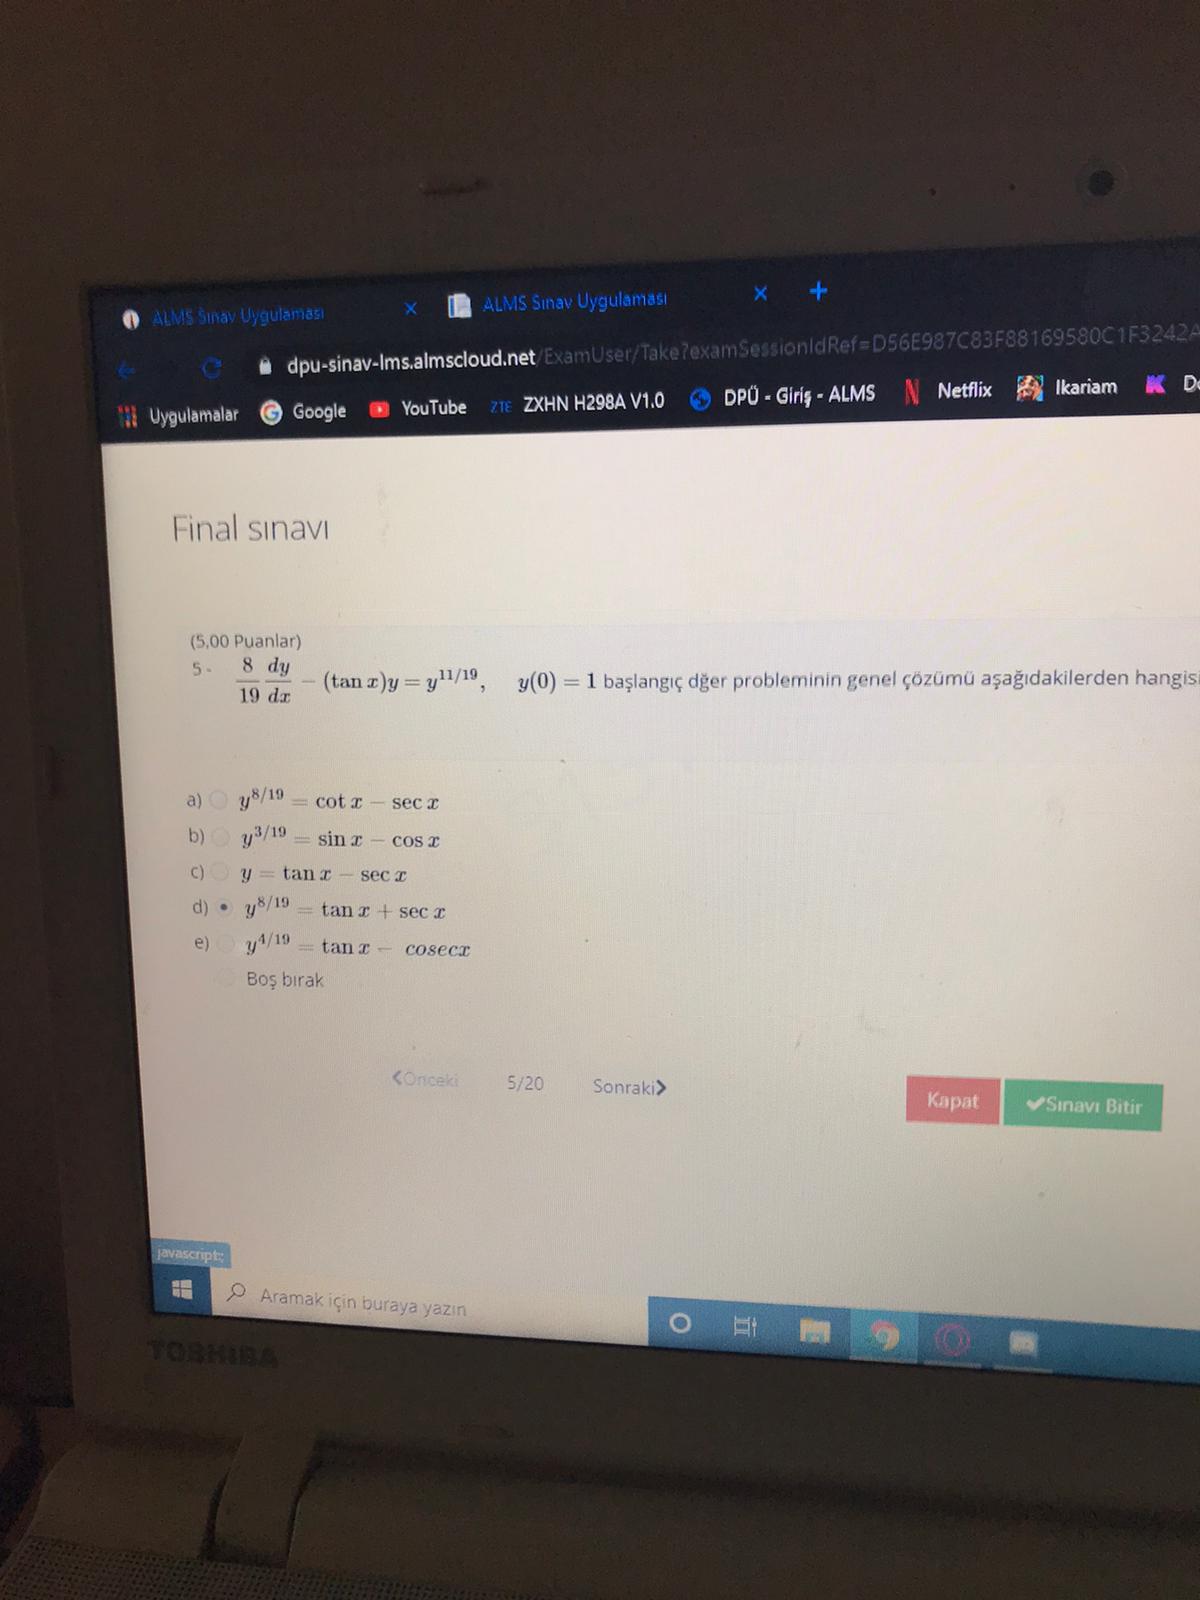 ALMS Sınav Uygulaması
ALMS Sınav Uygulaması
dpu-sinav-lms.almscloud.net/ExamUser/Take?examSessionIdRef=D56E987C83F88169580C1F3242A
Uygulamalar Google YouTube ZTE ZXHN H298A V1.0 DPÜ - Giriş - ALMS N Netflix Ikariam K
Final sınavı
(5,00 Puanlar)
5- 8/19 dy/dx - (tan x)y = y^11/19, y(0) = 1 başlangıç dğer probleminin genel çözümü aşağıdakilerden
a) y^8/19 = cot x - sec x
b) y^3/19 = sin x - cos x
c) y = tan x - sec x
d) y^8/19 = tan x + sec x
e) y^4/19 = tan x - cosecx
Boş bırak
Önceki 5/20 Sonraki
Kapat Sınavı Bitir
javascript:;
Aramak için buraya yazın
TOSHIBA